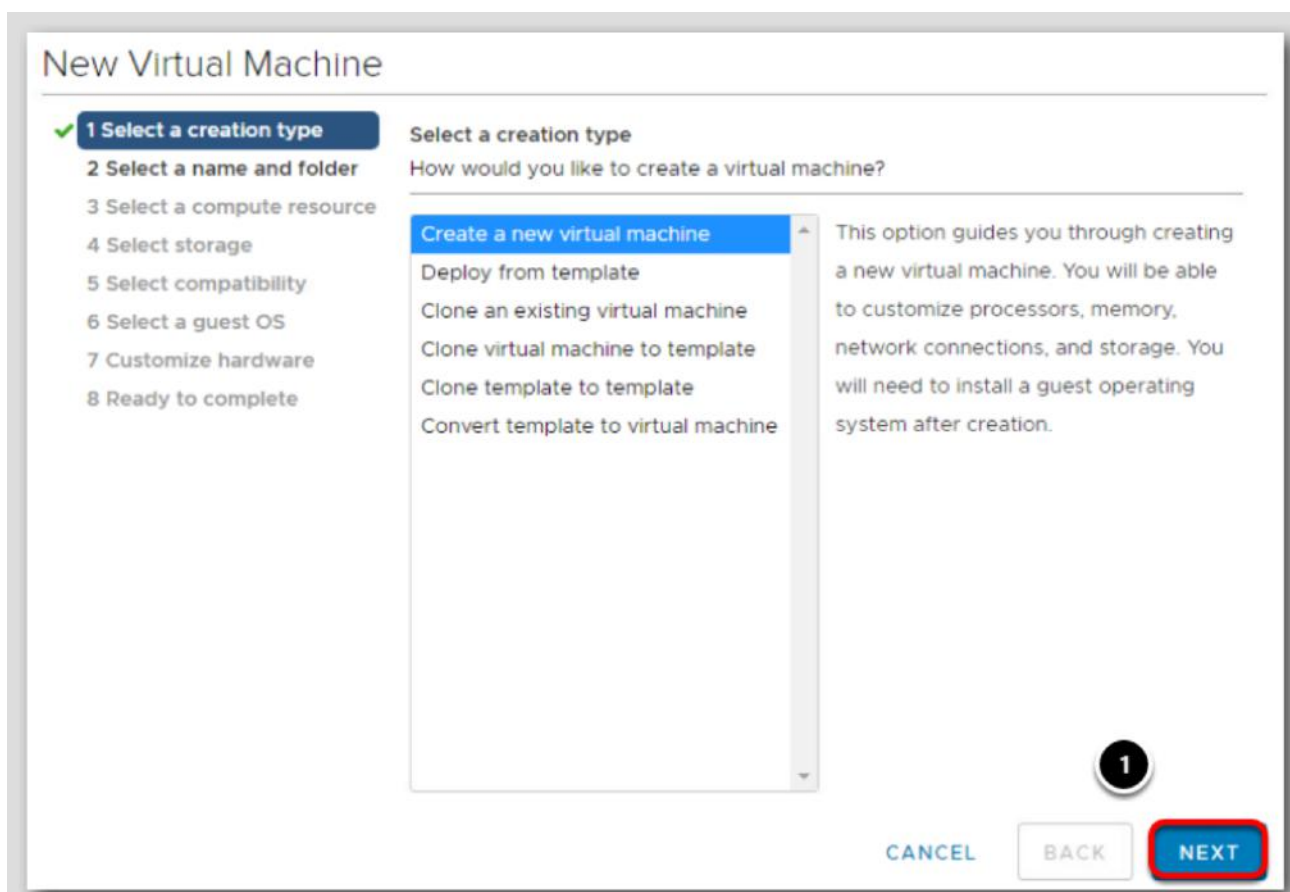 New Virtual Machine
1 Select a creation type
2 Select a name and folder
3 Select a compute resource
4 Select storage
5 Select compatibility
6 Select a guest OS
7 Customize hardware
8 Ready to complete
Select a creation type
How would you like to create a virtual machine?
Create a new virtual machine
Deploy from template
Clone an existing virtual machine
Clone virtual machine to template
Clone template to template
Convert template to virtual machine
This option guides you through creating
a new virtual machine. You will be able
to customize processors, memory,
network connections, and storage. You
will need to install a guest operating
system after creation.
1
CANCEL
BACK
NEXT